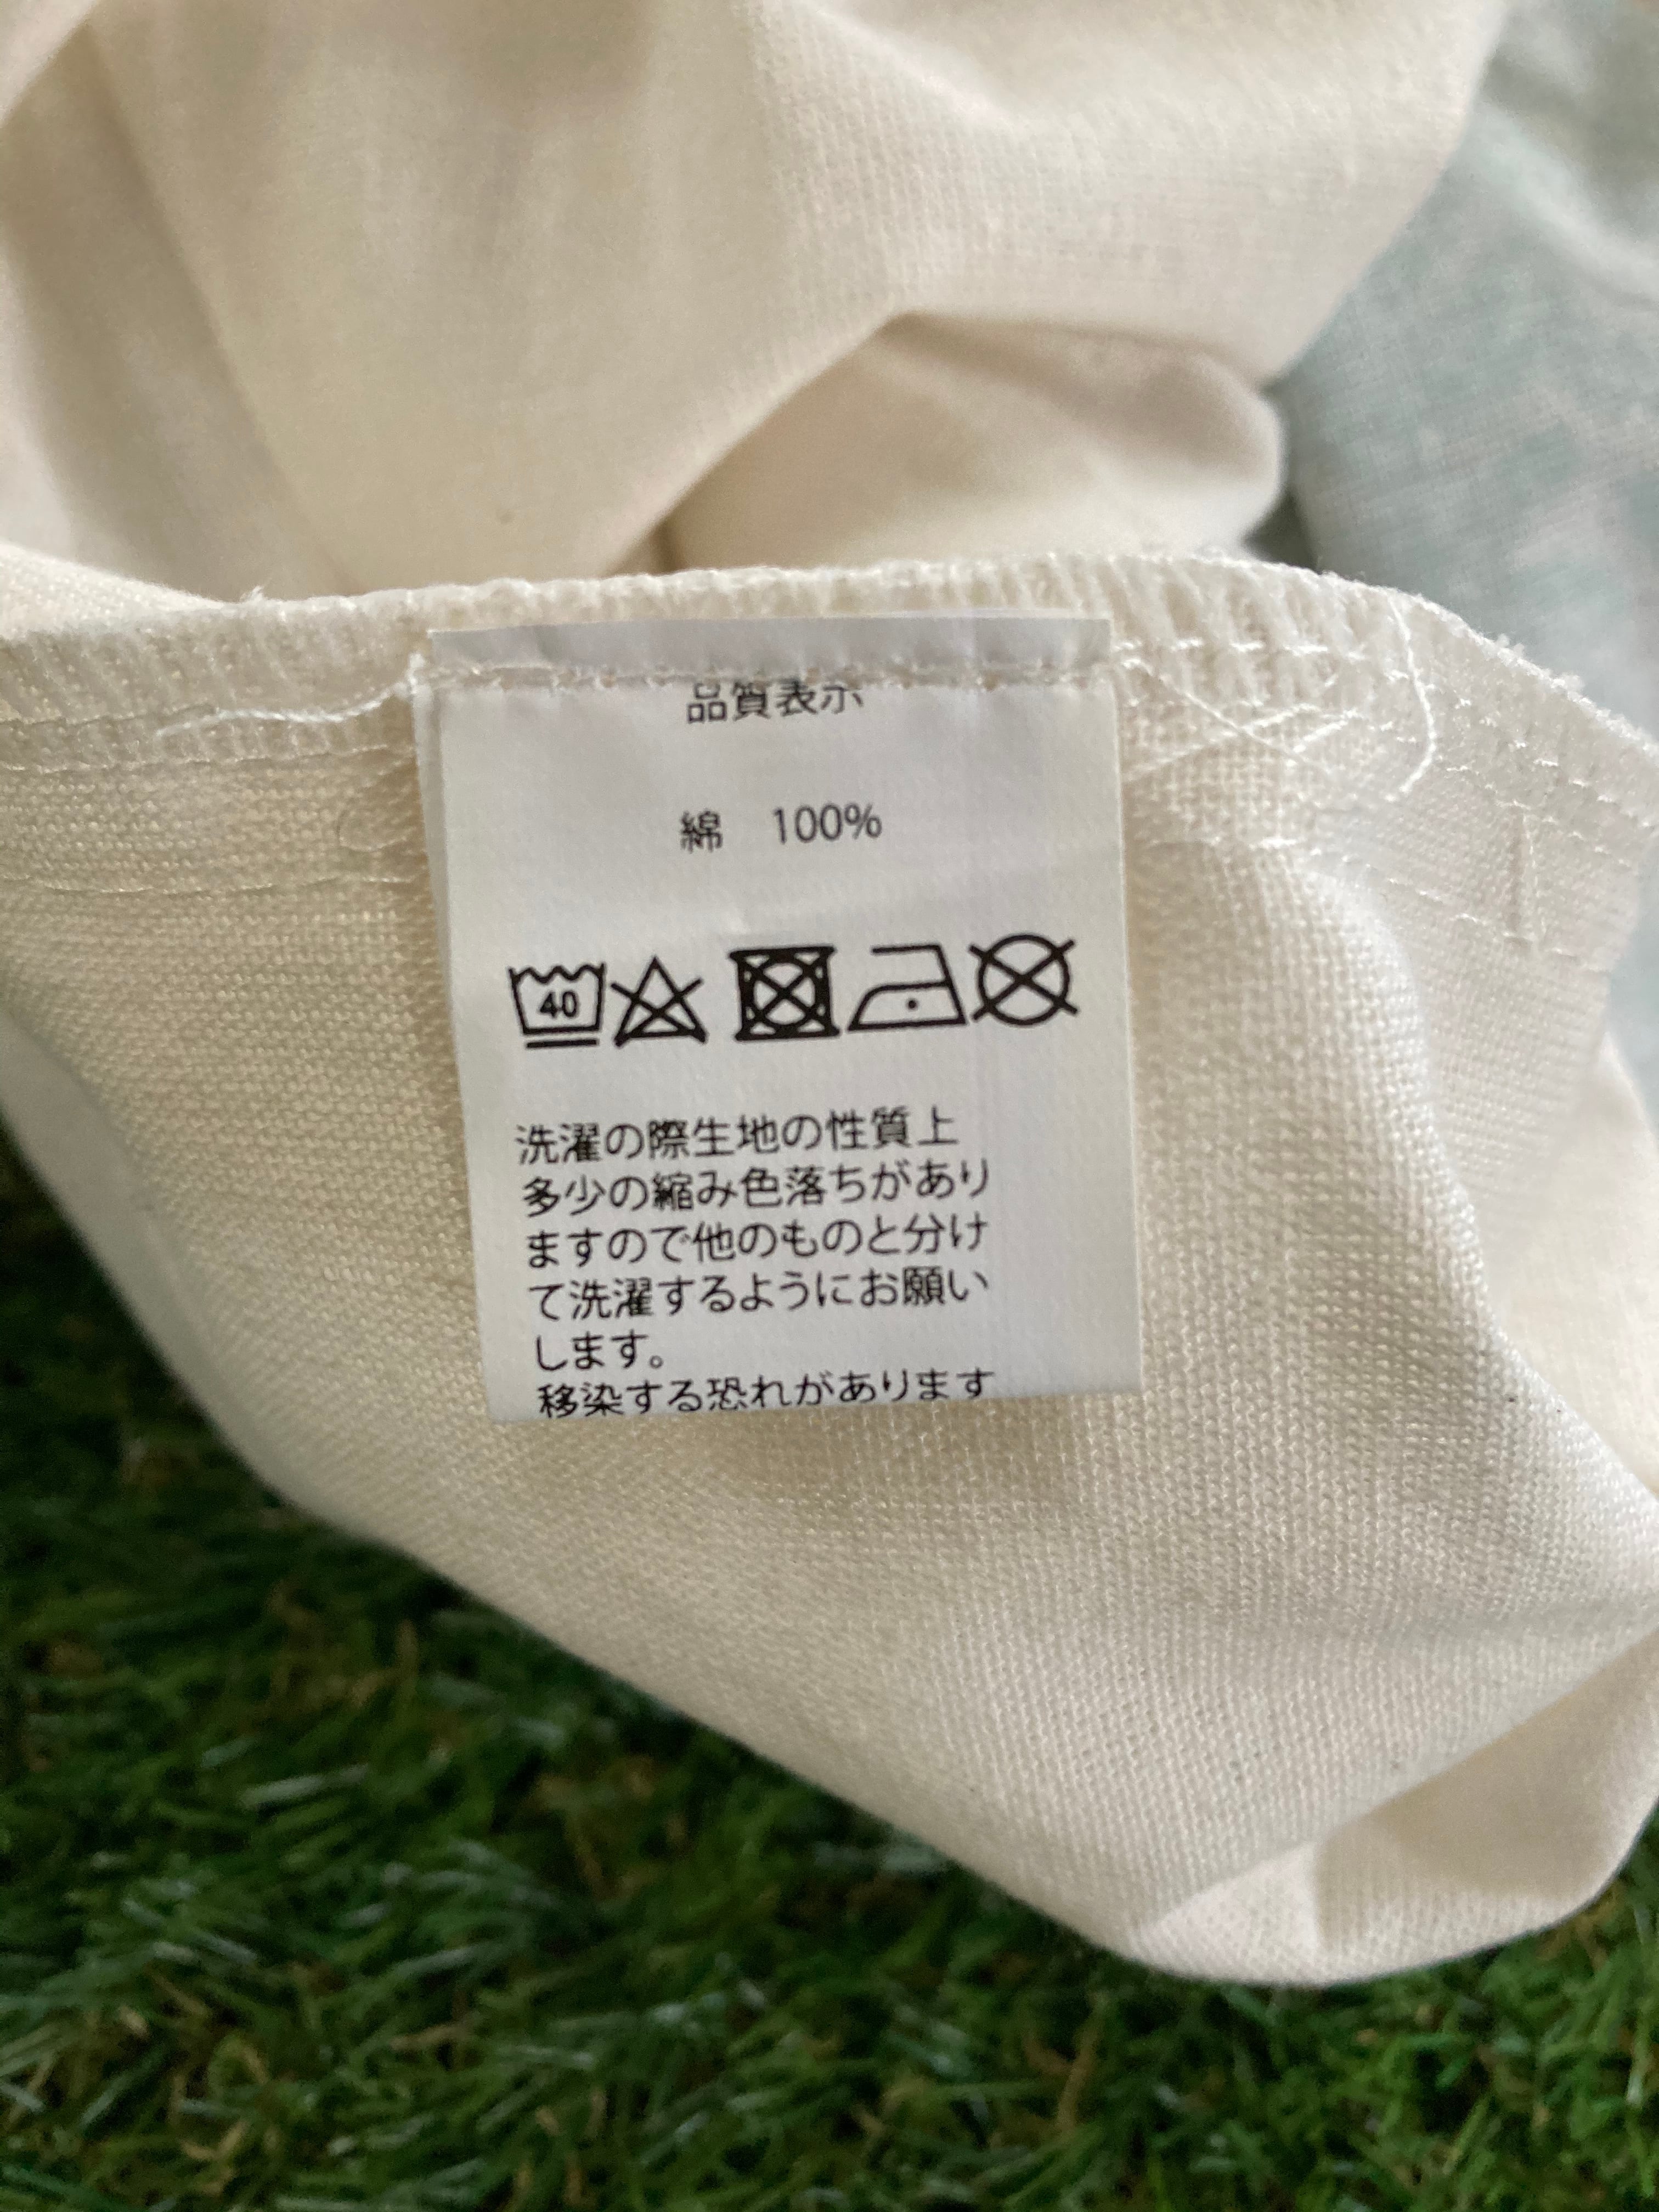 品質表示
綿 100%
40
洗濯の際生地の性質上
多少の縮み色落ちがあり
ますので他のものと分け
て洗濯するようにお願い
します。
移染する恐れがあります